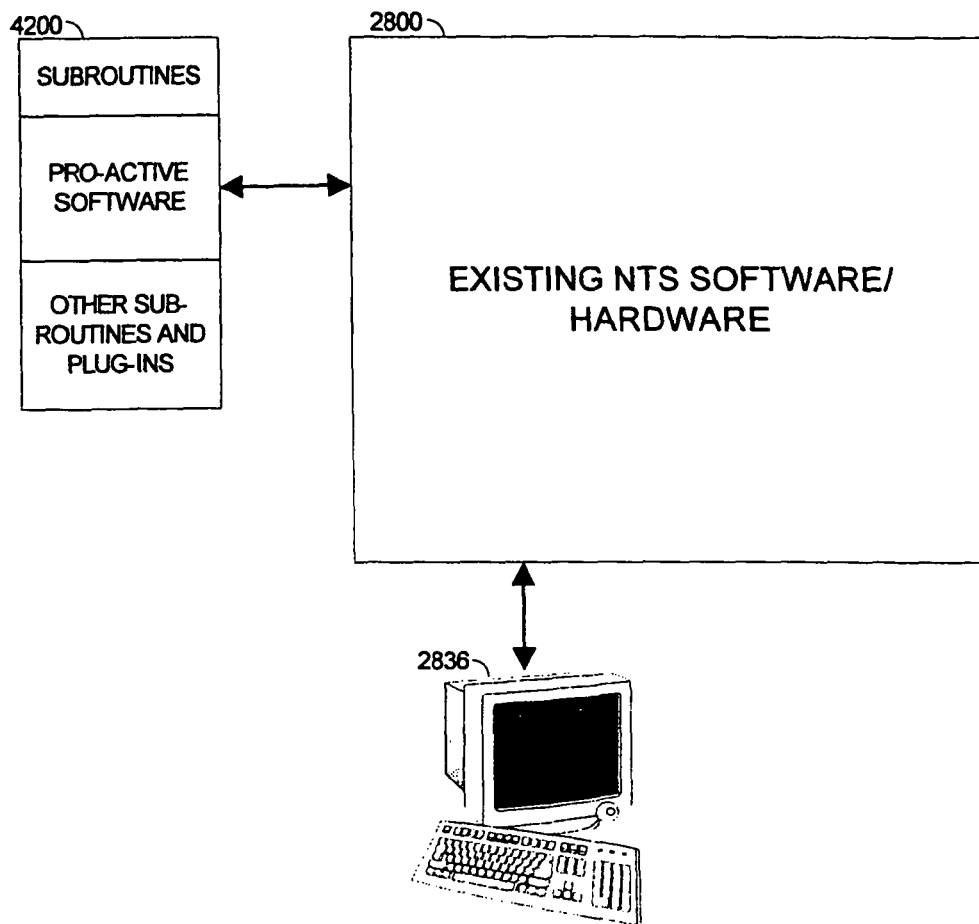 4200
SUBROUTINES
PRO-ACTIVE
SOFTWARE
OTHER SUB-
ROUTINES AND
PLUG-INS
2800
EXISTING NTS SOFTWARE/
HARDWARE
2836